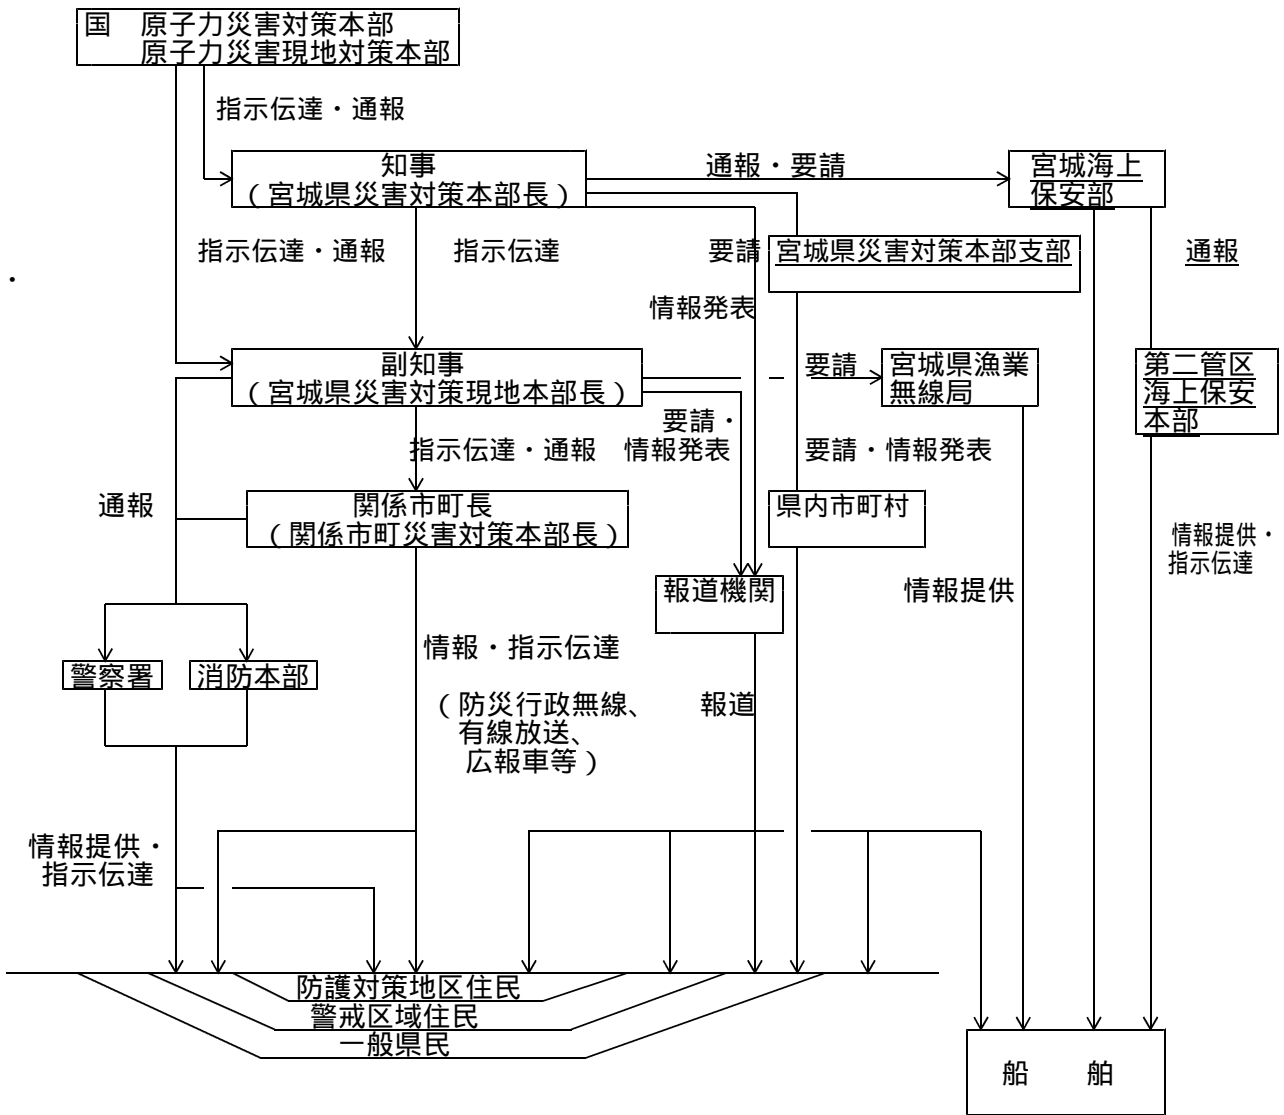 国　原子力災害対策本部
原子力災害現地対策本部
指示伝達・通報
知事
（宮城県災害対策本部長）
通報・要請
宮城海上
保安部
指示伝達・通報
指示伝達
要請
宮城県災害対策本部支部
通報
・
情報発表
副知事
（宮城県災害対策現地本部長）
要請
宮城県漁業
無線局
第二管区
海上保安
本部
要請・
指示伝達・通報
情報発表
要請・情報発表
通報
関係市町長
（関係市町災害対策本部長）
県内市町村
情報提供・
指示伝達
報道機関
情報提供
情報・指示伝達
警察署
消防本部
（防災行政無線、
有線放送、
広報車等）
報道
情報提供・
指示伝達
防護対策地区住民
警戒区域住民
一般県民
船　舶